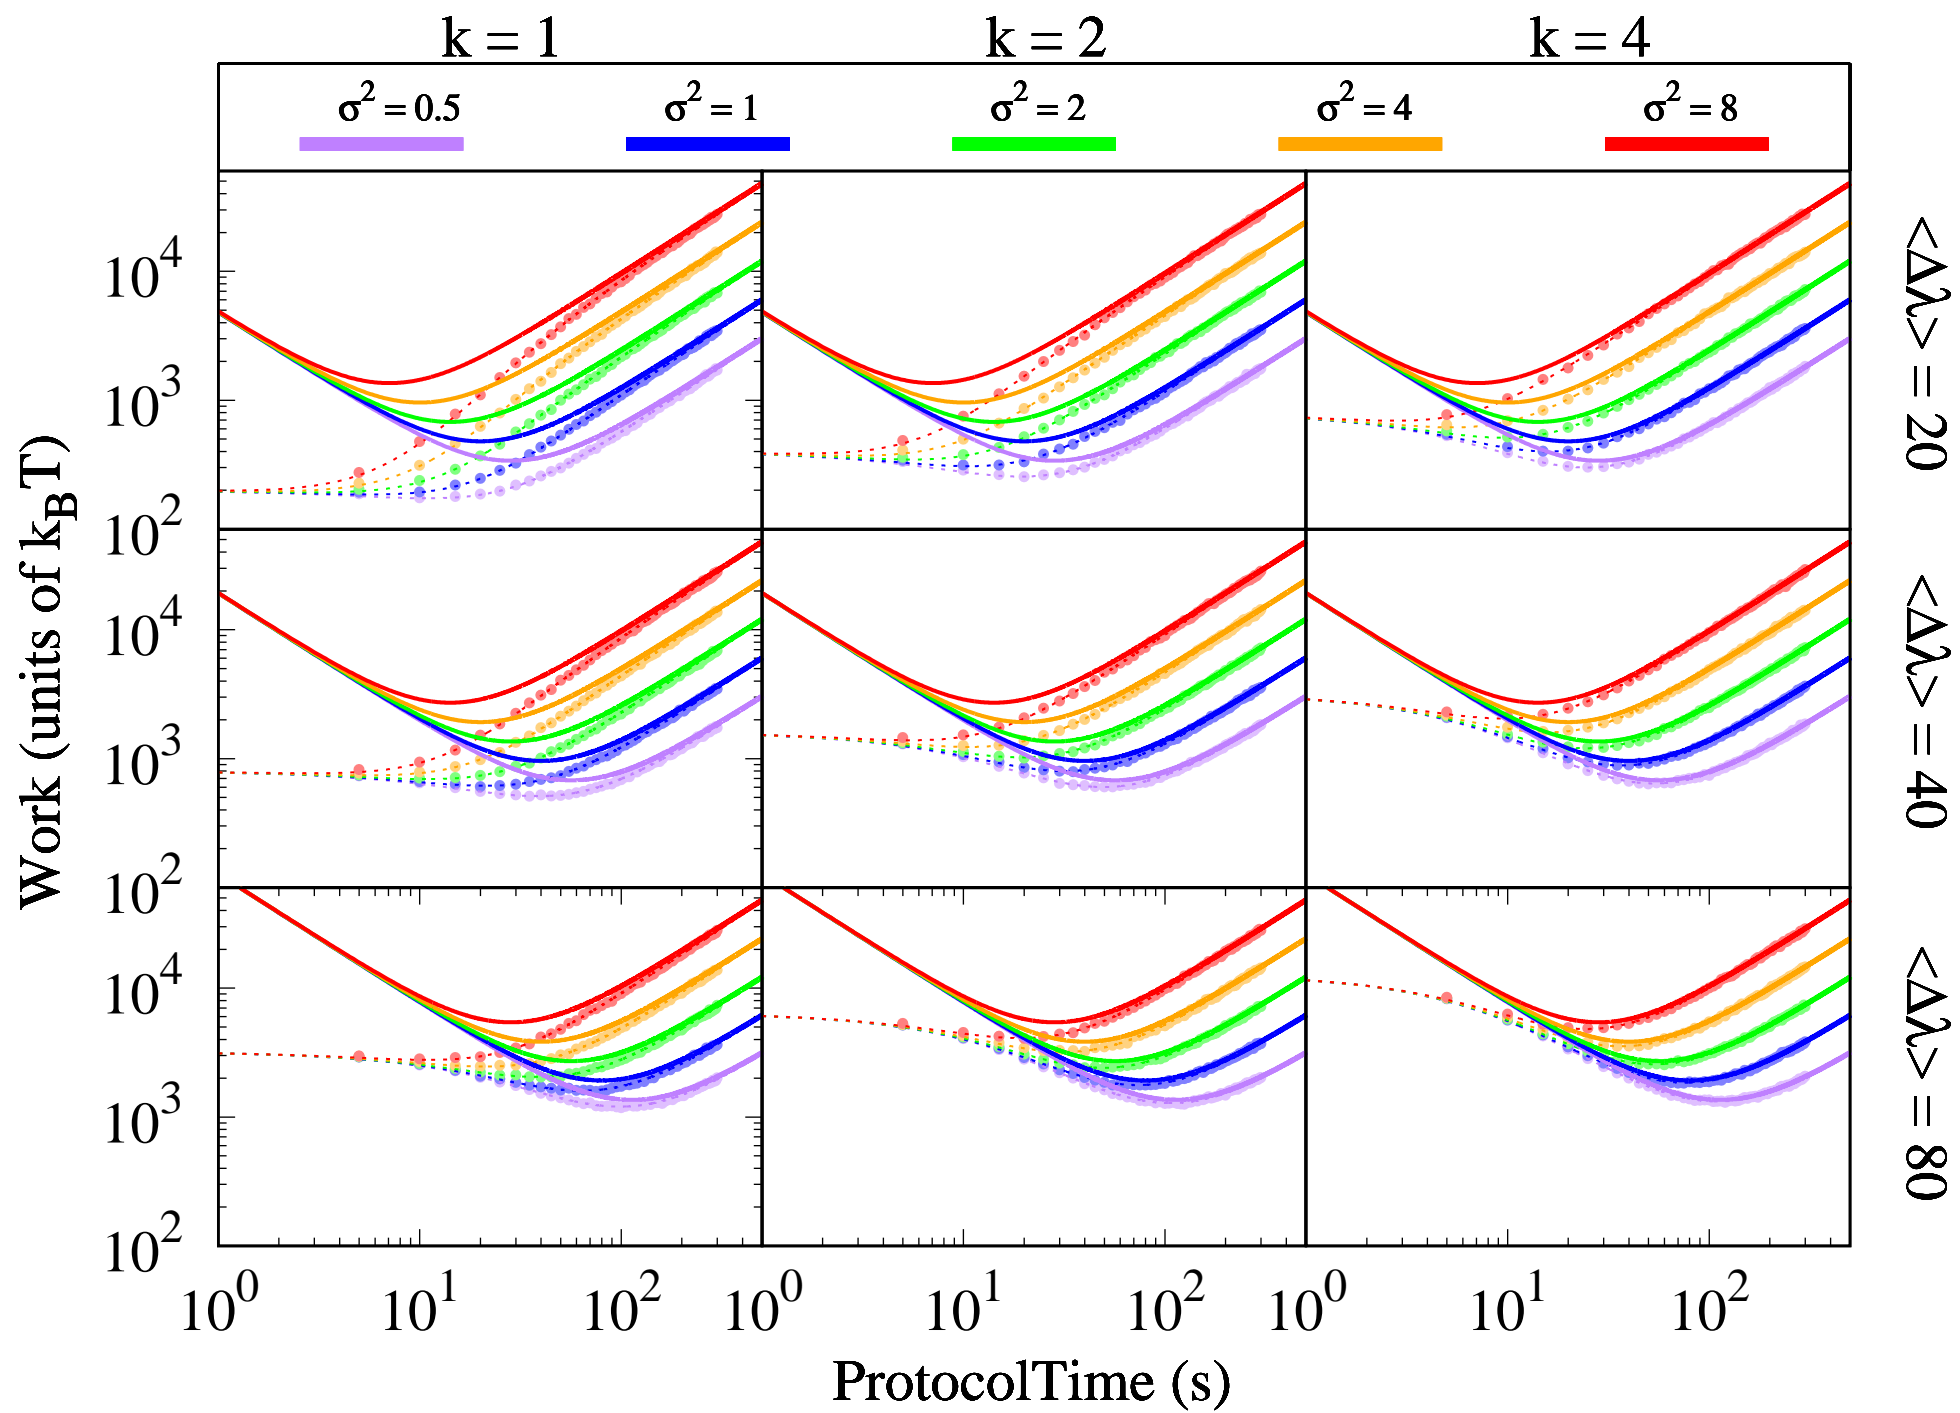 k = 1 k = 2 k = 4
σ² = 0.5 σ² = 1 σ² = 2 σ² = 4 σ² = 8
Work (units of k_BT)
10⁴
10³
10²
<Δλ> = 20
10⁴
10³
10²
<Δλ> = 40
10⁴
10³
10²
<Δλ> = 80
10⁰ 10¹ 10² 10⁰ 10¹ 10² 10⁰ 10¹ 10²
ProtocolTime (s)